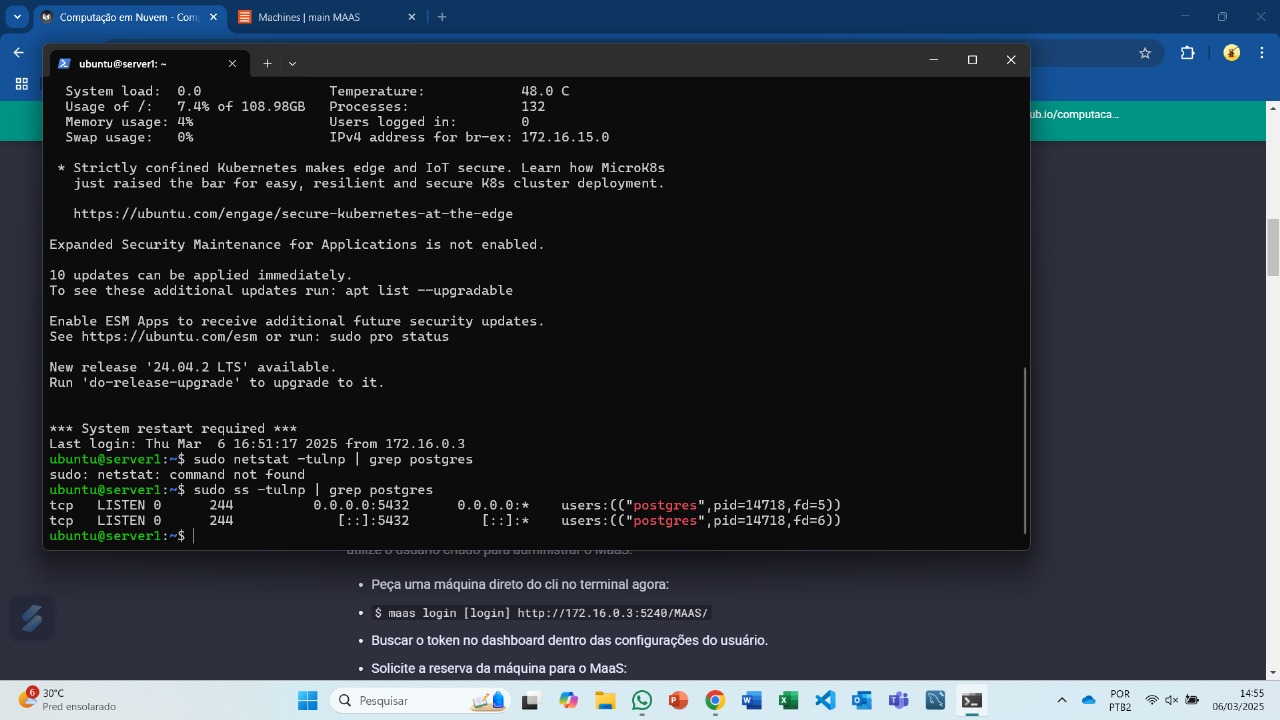 Computação em Nuvem - Com
Machines | main MAAS
ubuntu@server1: ~
ub.io/computaca…
System load:  0.0                Temperature:            48.0 C
Usage of /:   7.4% of 108.98GB   Processes:              132
Memory usage: 4%                 Users logged in:        0
Swap usage:   0%                 IPv4 address for br-ex: 172.16.15.0
* Strictly confined Kubernetes makes edge and IoT secure. Learn how MicroK8s
just raised the bar for easy, resilient and secure K8s cluster deployment.
https://ubuntu.com/engage/secure-kubernetes-at-the-edge
Expanded Security Maintenance for Applications is not enabled.
10 updates can be applied immediately.
To see these additional updates run: apt list --upgradable
Enable ESM Apps to receive additional future security updates.
See https://ubuntu.com/esm or run: sudo pro status
New release '24.04.2 LTS' available.
Run 'do-release-upgrade' to upgrade to it.
*** System restart required ***
Last login: Thu Mar  6 16:51:17 2025 from 172.16.0.3
ubuntu@server1:~$ sudo netstat -tulnp | grep postgres
sudo: netstat: command not found
ubuntu@server1:~$ sudo ss -tulnp | grep postgres
tcp   LISTEN 0      244          0.0.0.0:5432      0.0.0.0:*    users:(("postgres",pid=14718,fd=5))
tcp   LISTEN 0      244             [::]:5432         [::]:*    users:(("postgres",pid=14718,fd=6))
ubuntu@server1:~$
utilize o usuário criado para administrar o MaaS.
• Peça uma máquina direto do cli no terminal agora:
• $ maas login [login] http://172.16.0.3:5240/MAAS/
• Buscar o token no dashboard dentro das configurações do usuário.
• Solicite a reserva da máquina para o MaaS:
6
30°C
Pred ensolarado
Pesquisar
POR
PTB2
14:55
06/03/2025